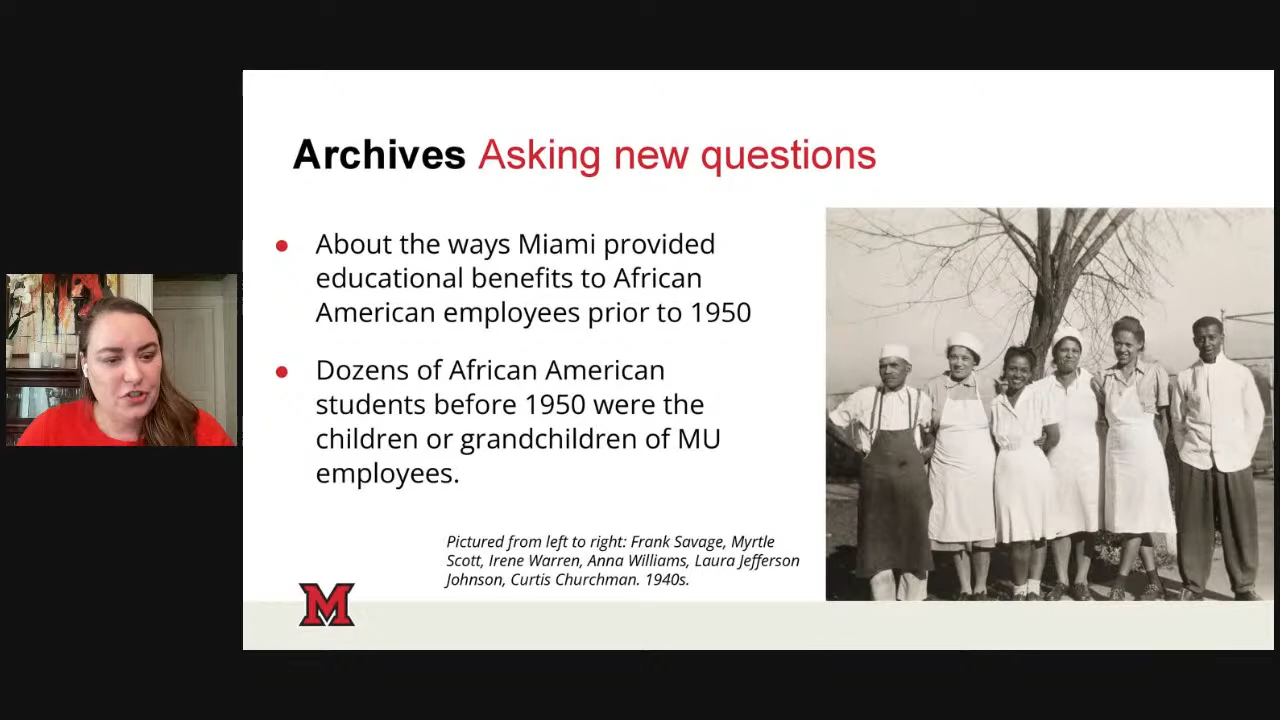 Archives Asking new questions
About the ways Miami provided
educational benefits to African
American employees prior to 1950
Dozens of African American
students before 1950 were the
children or grandchildren of MU
employees.
Pictured from left to right: Frank Savage, Myrtle
Scott, Irene Warren, Anna Williams, Laura Jefferson
Johnson, Curtis Churchman. 1940s.
M